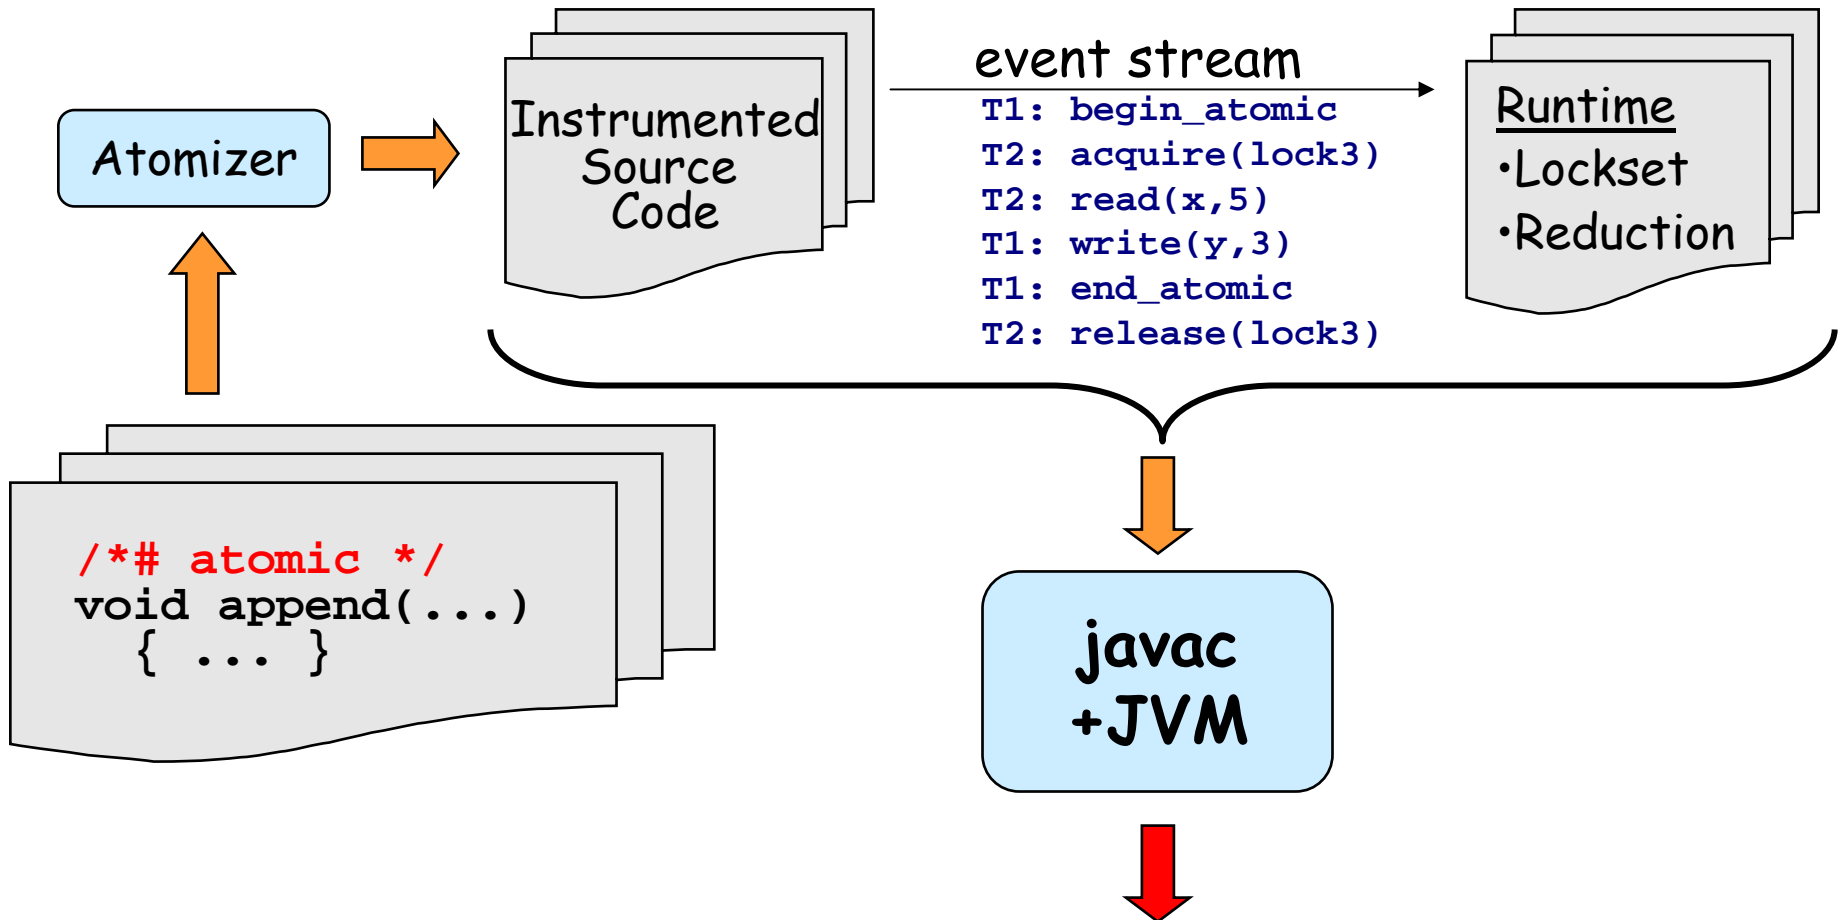 Atomizer
Instrumented
Source
Code
event stream
T1: begin_atomic
T2: acquire(lock3)
T2: read(x,5)
T1: write(y,3)
T1: end_atomic
T2: release(lock3)
Runtime
•Lockset
•Reduction
/*# atomic */
void append(...)
{ ... }
javac
+JVM